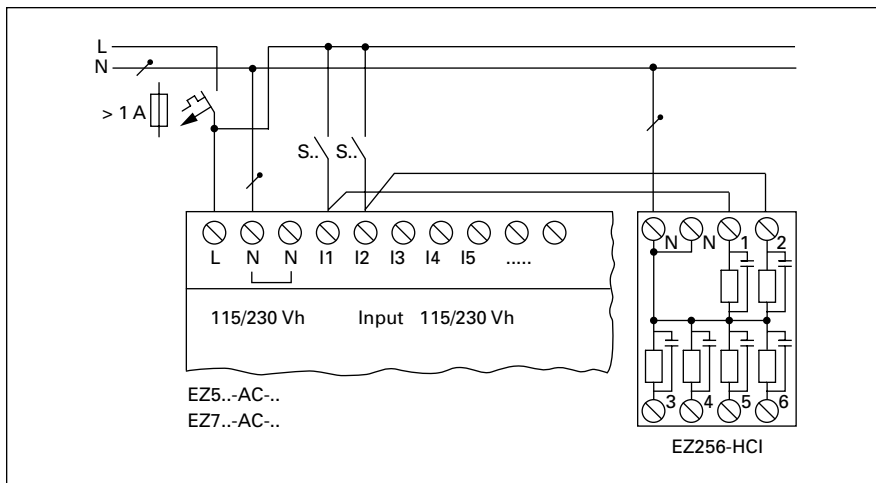 L
N
> 1 A
S.. S..
L N N I1 I2 I3 I4 I5 .....
N N 1 2
115/230 Vh Input 115/230 Vh
3 4 5 6
EZ5..-AC-..
EZ7..-AC-..
EZ256-HCI